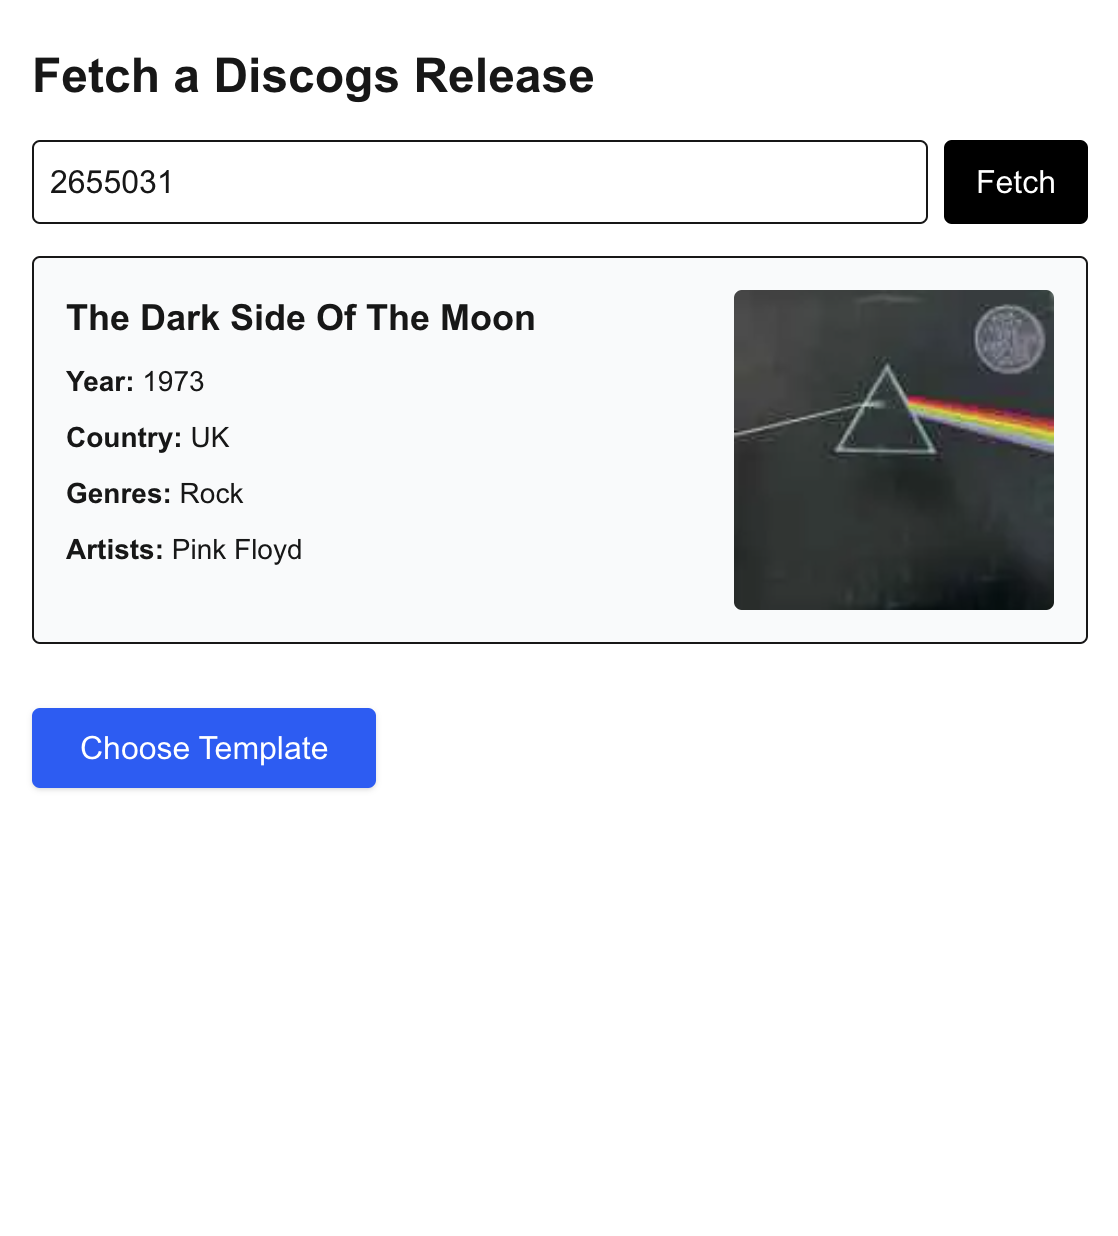 Fetch a Discogs Release
2655031
Fetch
The Dark Side Of The Moon
Year: 1973
Country: UK
Genres: Rock
Artists: Pink Floyd
Choose Template